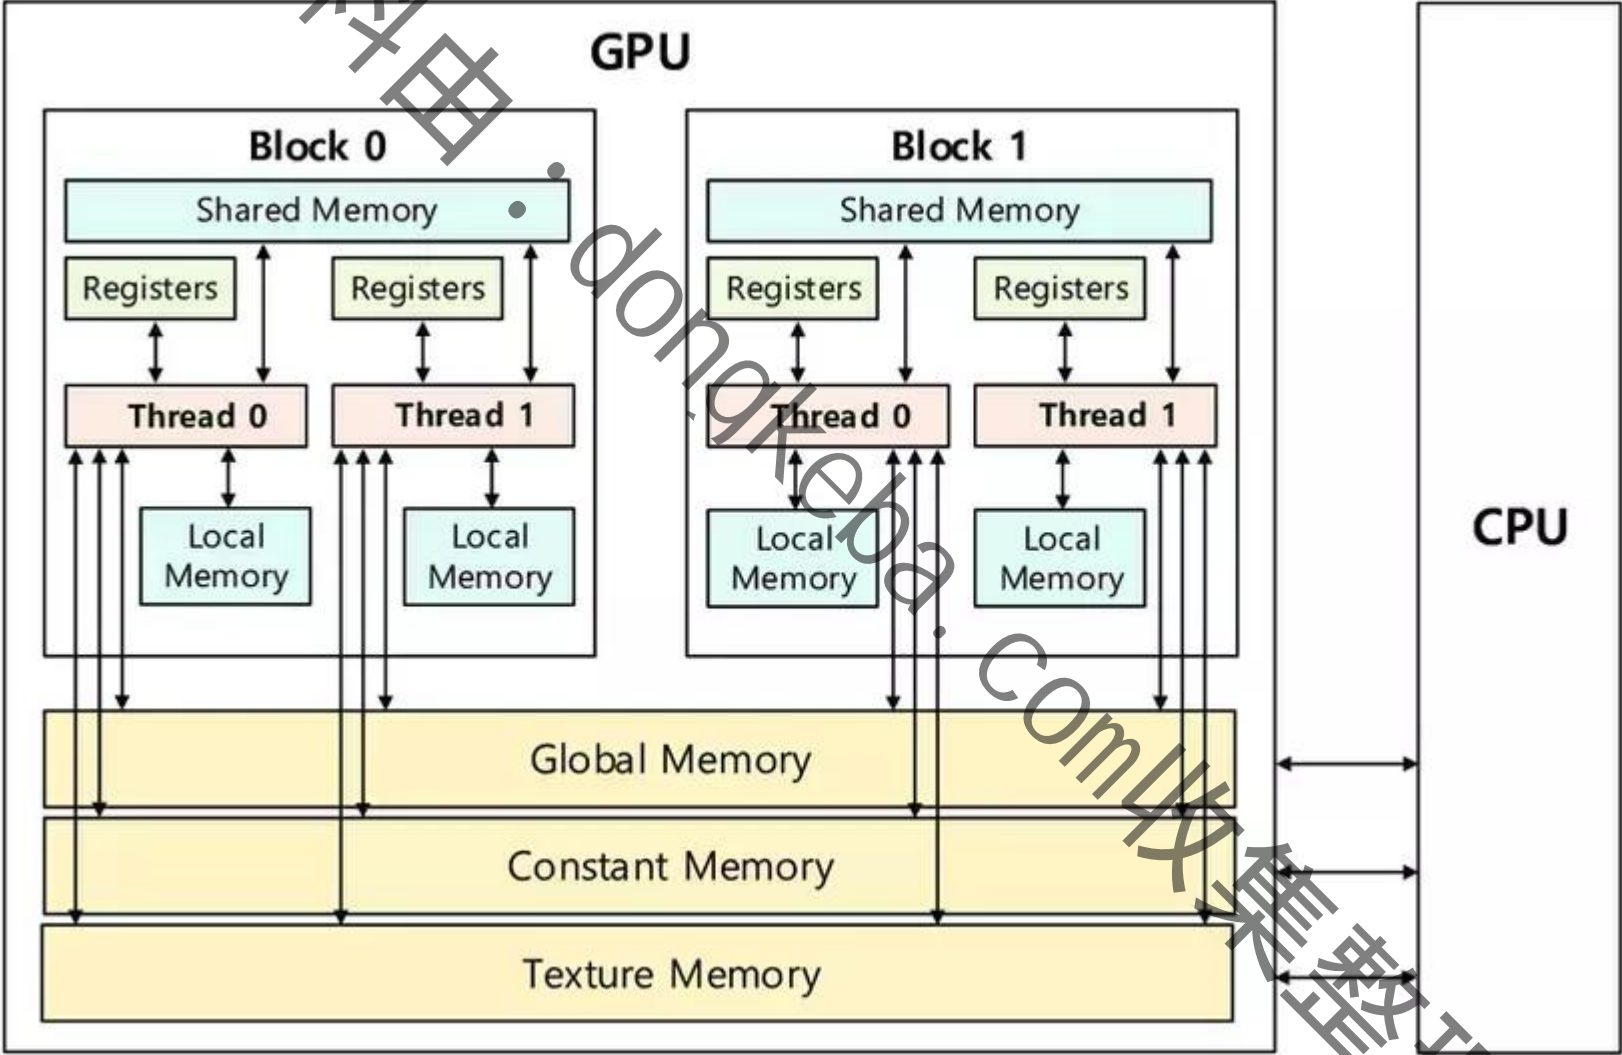 GPU
Block 0
Block 1
Shared Memory
Shared Memory
Registers
Registers
Registers
Registers
Thread 0
Thread 1
Thread 0
Thread 1
Local
Memory
Local
Memory
Local
Memory
Local
Memory
CPU
Global Memory
Constant Memory
Texture Memory
由:dongkeba.com收集整